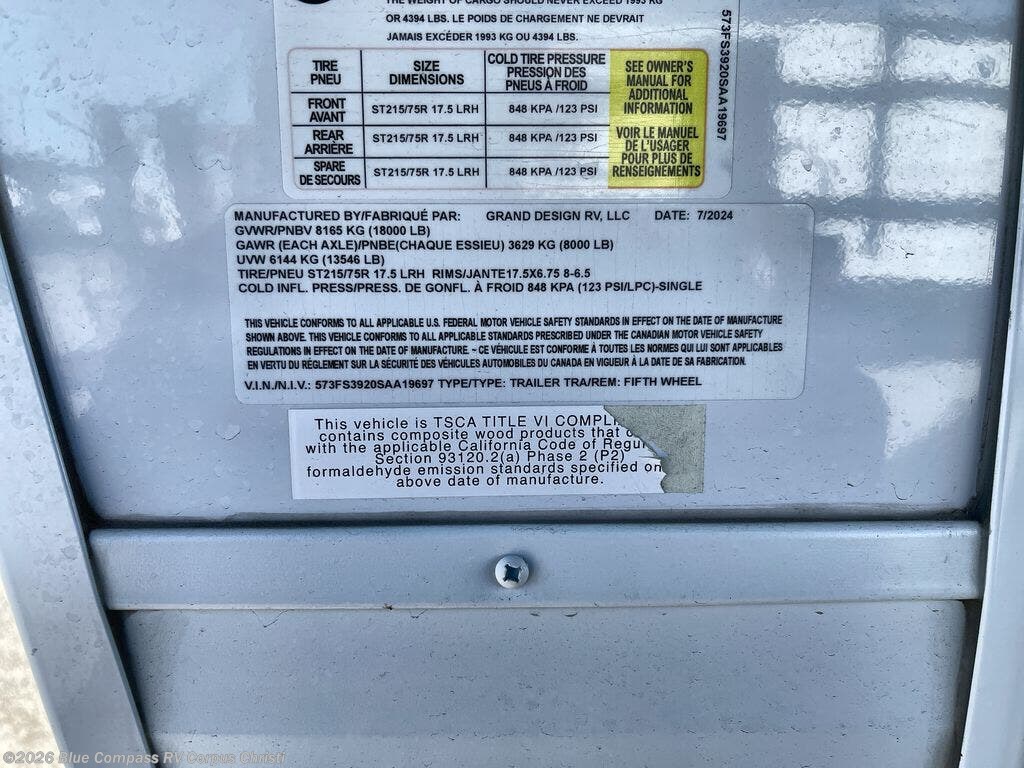 THE WEIGHT OF CARGO SHOULD NEVER EXCEED 1993 KG
OR 4394 LBS. LE POIDS DE CHARGEMENT NE DEVRAIT
JAMAIS EXCÉDER 1993 KG OU 4394 LBS.
TIRE PNEU
SIZE DIMENSIONS
COLD TIRE PRESSURE PRESSION DES PNEUS À FROID
FRONT AVANT
ST215/75R 17.5 LRH
848 KPA /123 PSI
REAR ARRIÈRE
ST215/75R 17.5 LRH
848 KPA /123 PSI
SPARE DE SECOURS
ST215/75R 17.5 LRH
848 KPA /123 PSI
SEE OWNER'S
MANUAL FOR
ADDITIONAL
INFORMATION
VOIR LE MANUEL
DE L'USAGER
POUR PLUS DE
RENSEIGNEMENTS
573FS3920SAA19697
MANUFACTURED BY/FABRIQUÉ PAR: GRAND DESIGN RV, LLC DATE: 7/2024
GVWR/PNBV 8165 KG (18000 LB)
GAWR (EACH AXLE)/PNBE(CHAQUE ESSIEU) 3629 KG (8000 LB)
UVW 6144 KG (13546 LB)
TIRE/PNEU ST215/75R 17.5 LRH RIMS/JANTE17.5X6.75 8-6.5
COLD INFL. PRESS/PRESS. DE GONFL. À FROID 848 KPA (123 PSI/LPC)-SINGLE
THIS VEHICLE CONFORMS TO ALL APPLICABLE U.S. FEDERAL MOTOR VEHICLE SAFETY STANDARDS IN EFFECT ON THE DATE OF MANUFACTURE
SHOWN ABOVE. THIS VEHICLE CONFORMS TO ALL APPLICABLE STANDARDS PRESCRIBED UNDER THE CANADIAN MOTOR VEHICLE SAFETY
REGULATIONS IN EFFECT ON THE DATE OF MANUFACTURE. ~ CE VÉHICULE EST CONFORME À TOUTES LES NORMES QUI LUI SONT APPLICABLES
EN VERTU DU RÈGLEMENT SUR LA SÉCURITÉ DES VÉHICULES AUTOMOBILES DU CANADA EN VIGUEUR À LA DATE DE SA FABRICATION.
V.I.N./N.I.V.: 573FS3920SAA19697 TYPE/TYPE: TRAILER TRA/REM: FIFTH WHEEL
This vehicle is TSCA TITLE VI COMPLI
contains composite wood products that
with the applicable California Code of Regu
Section 93120.2(a) Phase 2 (P2)
formaldehyde emission standards specified on
above date of manufacture.
©2026 Blue Compass RV Corpus Christi